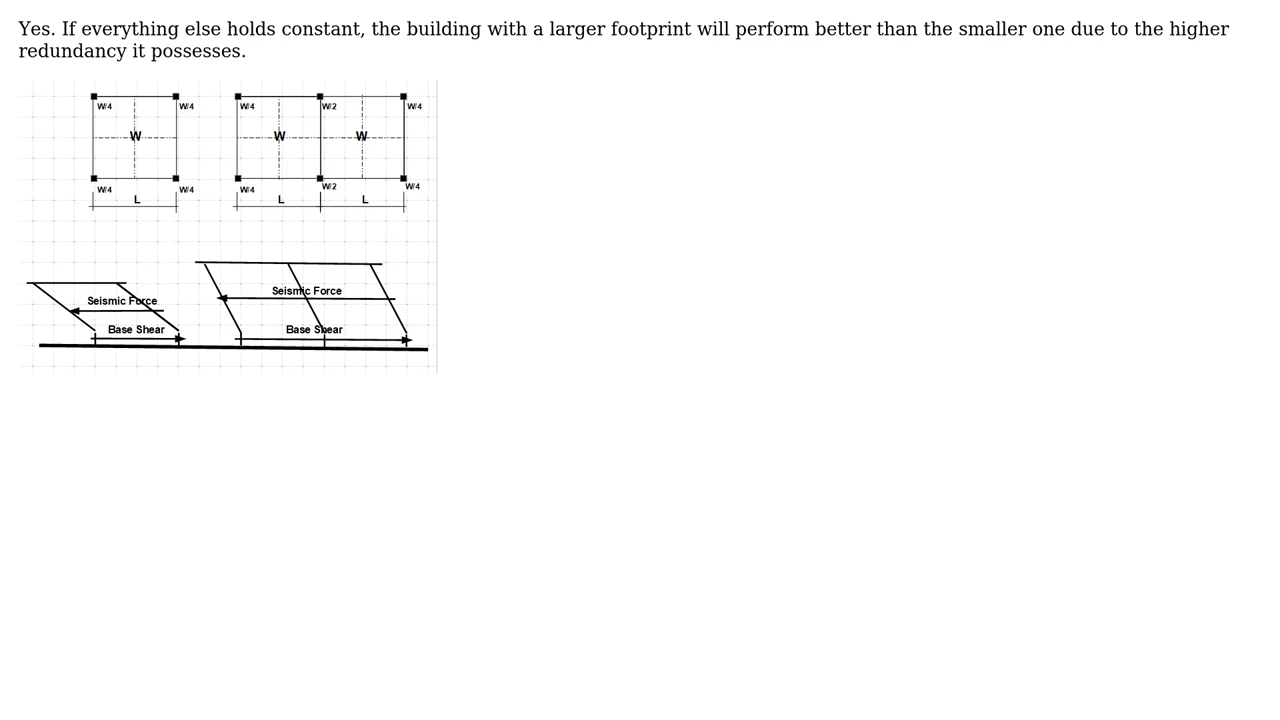 Yes. If everything else holds constant, the building with a larger footprint will perform better than the smaller one due to the higher
redundancy it possesses.
W/4 W/4 W/4 W/2 W/4
W W W
W/4 W/4 W/4 W/2 W/4
L L L
Seismic Force Seismic Force
Base Shear Base Shear